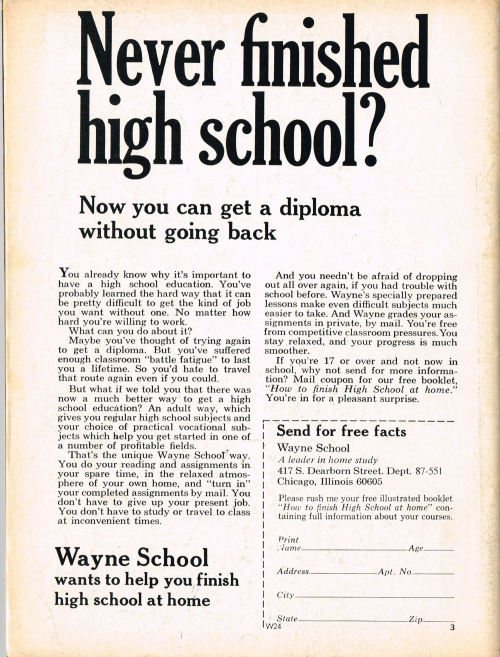 Never finished
high school?
Now you can get a diploma
without going back
You already know why it's important to
have a high school education. You've
probably learned the hard way that it can
be pretty difficult to get the kind of job
you want without one. No matter how
hard you're willing to work.
What can you do about it?
Maybe you've thought of trying again
to get a diploma. But you've suffered
enough classroom "battle fatigue" to last
you a lifetime. So you'd hate to travel
that route again even if you could.
But what if we told you that there was
now a much better way to get a high
school education? An adult way, which
gives you regular high school subjects and
your choice of practical vocational sub-
jects which help you get started in one of
a number of profitable fields.
That's the unique Wayne School way.
You do your reading and assignments in
your spare time, in the relaxed atmos-
phere of your own home, and "turn in"
your completed assignments by mail. You
don't have to give up your present job.
You don't have to study or travel to class
at inconvenient times.
Wayne School
wants to help you finish
high school at home
And you needn't be afraid of dropping
out all over again, if you had trouble with
school before. Wayne's specially prepared
lessons make even difficult subjects much
easier to take. And Wayne grades your as-
signments in private, by mail. You're free
from competitive classroom pressures. You
stay relaxed, and your progress is much
smoother.
If you're 17 or over and not now in
school, why not send for more informa-
tion? Mail coupon for our free booklet,
"How to finish High School at home."
You're in for a pleasant surprise.
Send for free facts
Wayne School
A leader in home study
417 S. Dearborn Street. Dept. 87-551
Chicago, Illinois 60605
Please rush me your free illustrated booklet
"How to finish High School at home" con-
taining full information about your courses.
Print
Name Age
Address Apt. No.
City
State Zip
W24
3